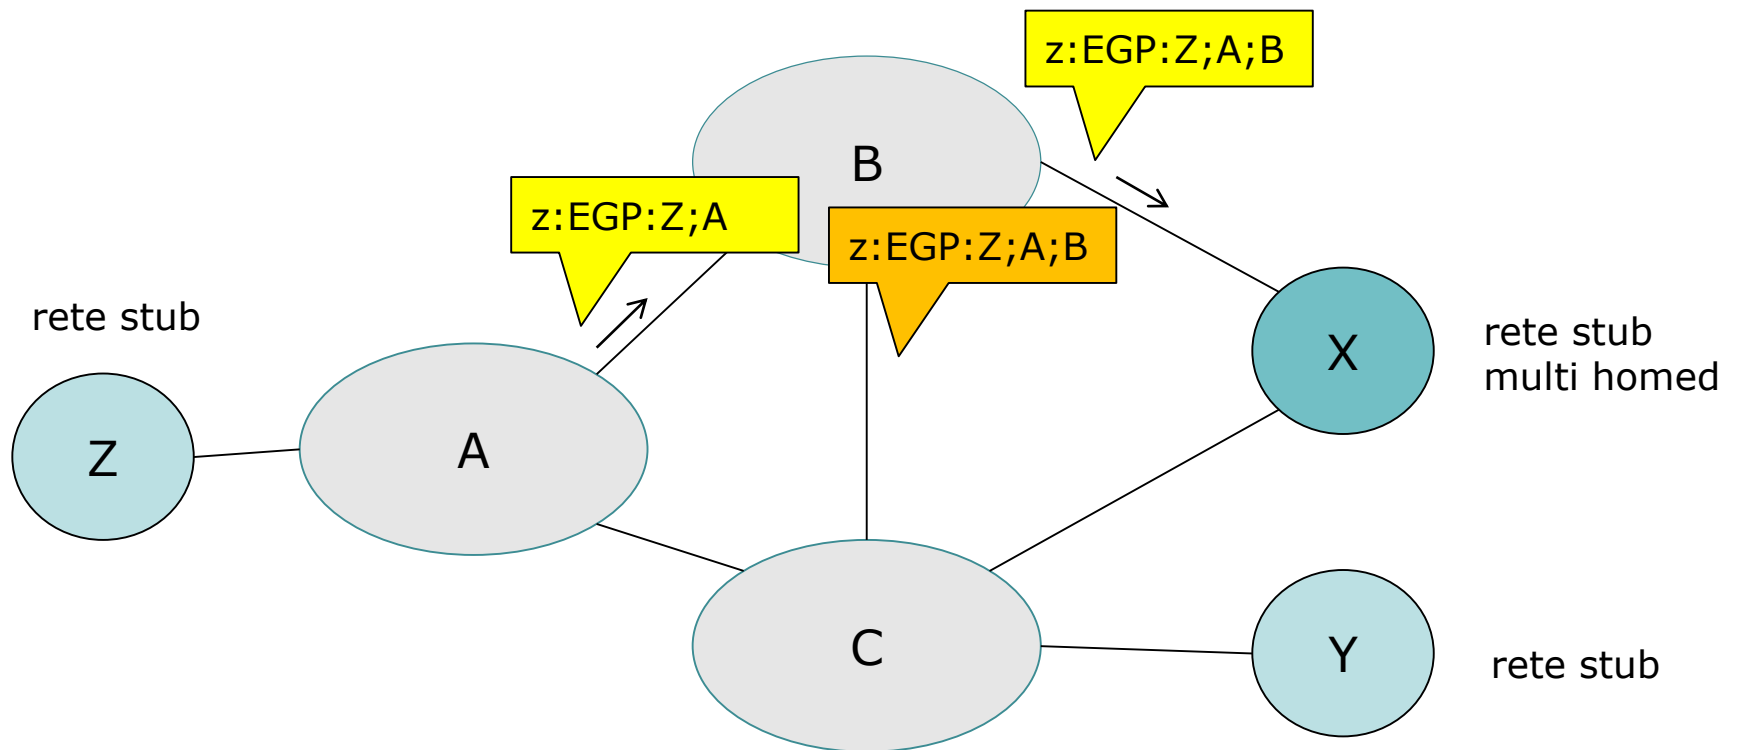 z:EGP:Z;A;B
B
z:EGP:Z;A
z:EGP:Z;A;B
rete stub
X
rete stub
multi homed
Z
A
C
Y
rete stub